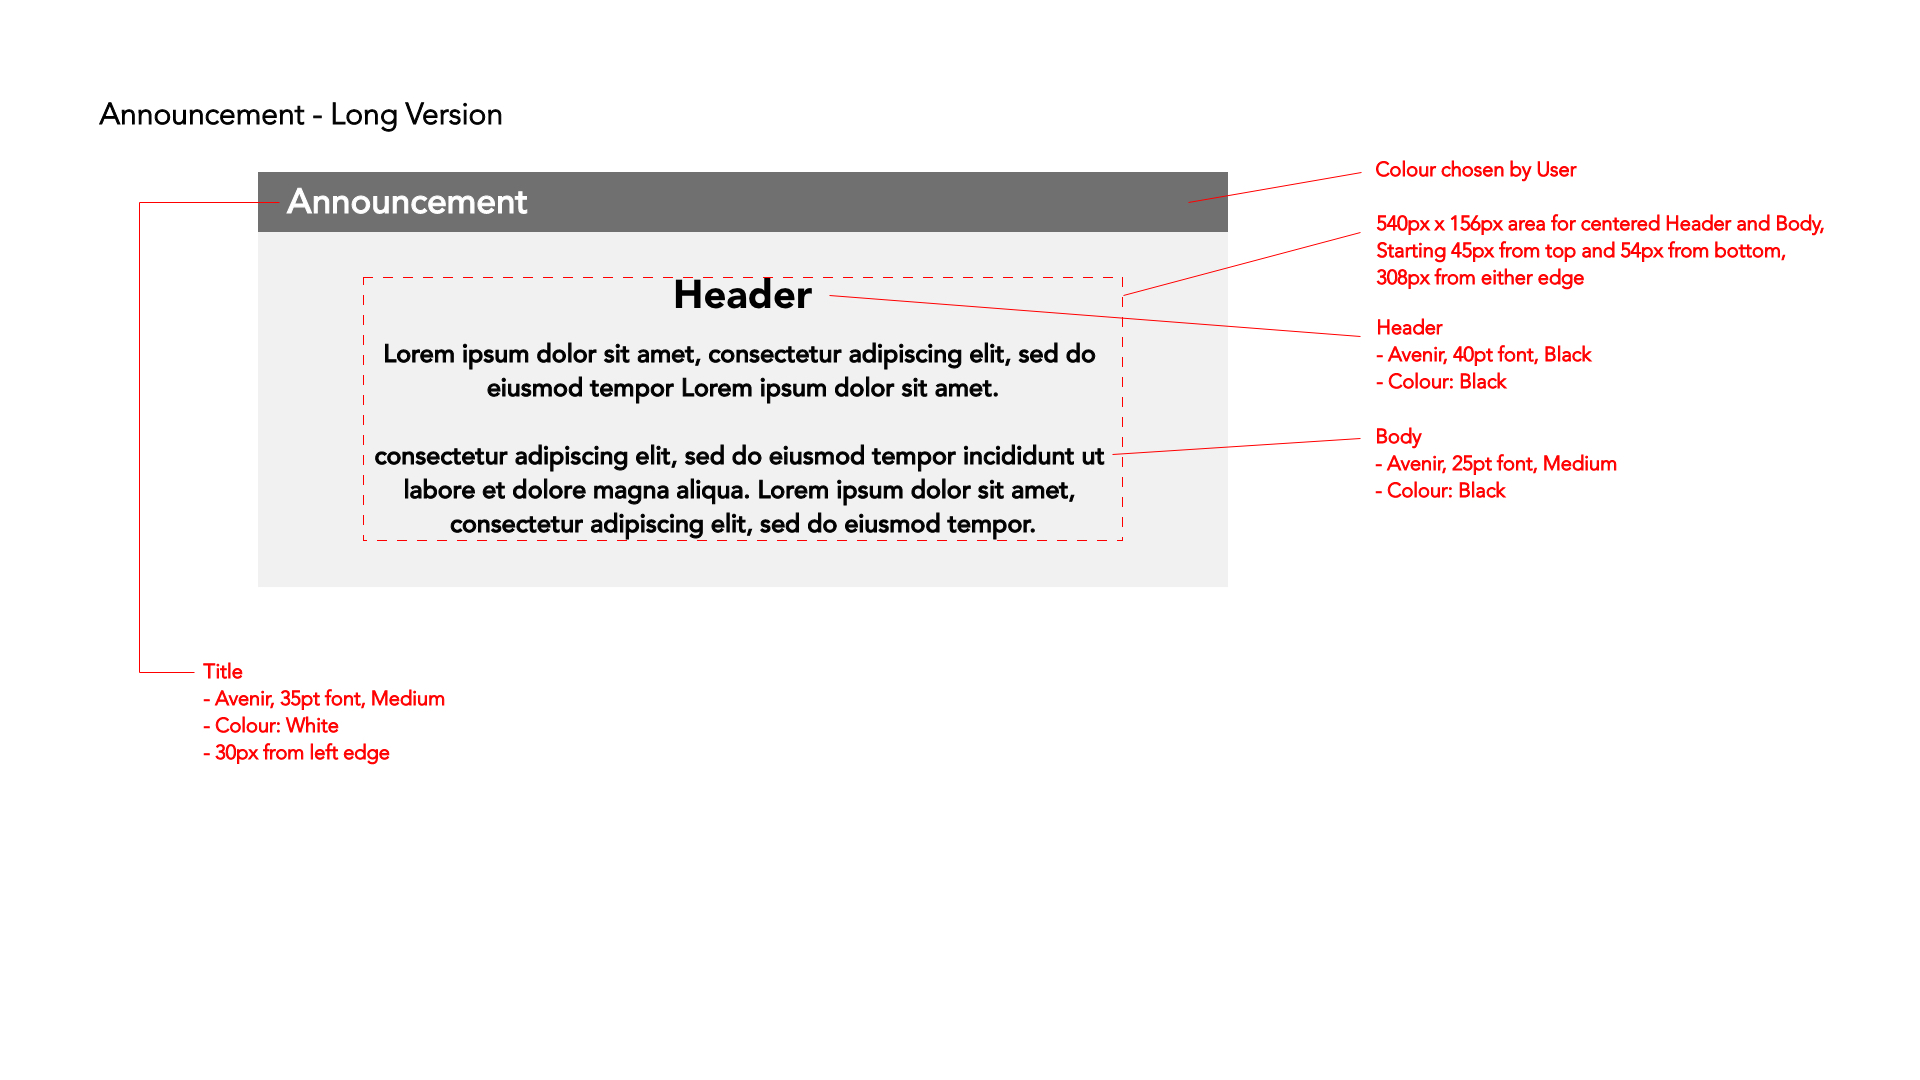 Announcement - Long Version
Announcement
Header
Lorem ipsum dolor sit amet, consectetur adipiscing elit, sed do
eiusmod tempor Lorem ipsum dolor sit amet.
consectetur adipiscing elit, sed do eiusmod tempor incididunt ut
labore et dolore magna aliqua. Lorem ipsum dolor sit amet,
consectetur adipiscing elit, sed do eiusmod tempor.
Colour chosen by User
540px x 156px area for centered Header and Body,
Starting 45px from top and 54px from bottom,
308px from either edge
Header
- Avenir, 40pt font, Black
- Colour: Black
Body
- Avenir, 25pt font, Medium
- Colour: Black
Title
- Avenir, 35pt font, Medium
- Colour: White
- 30px from left edge